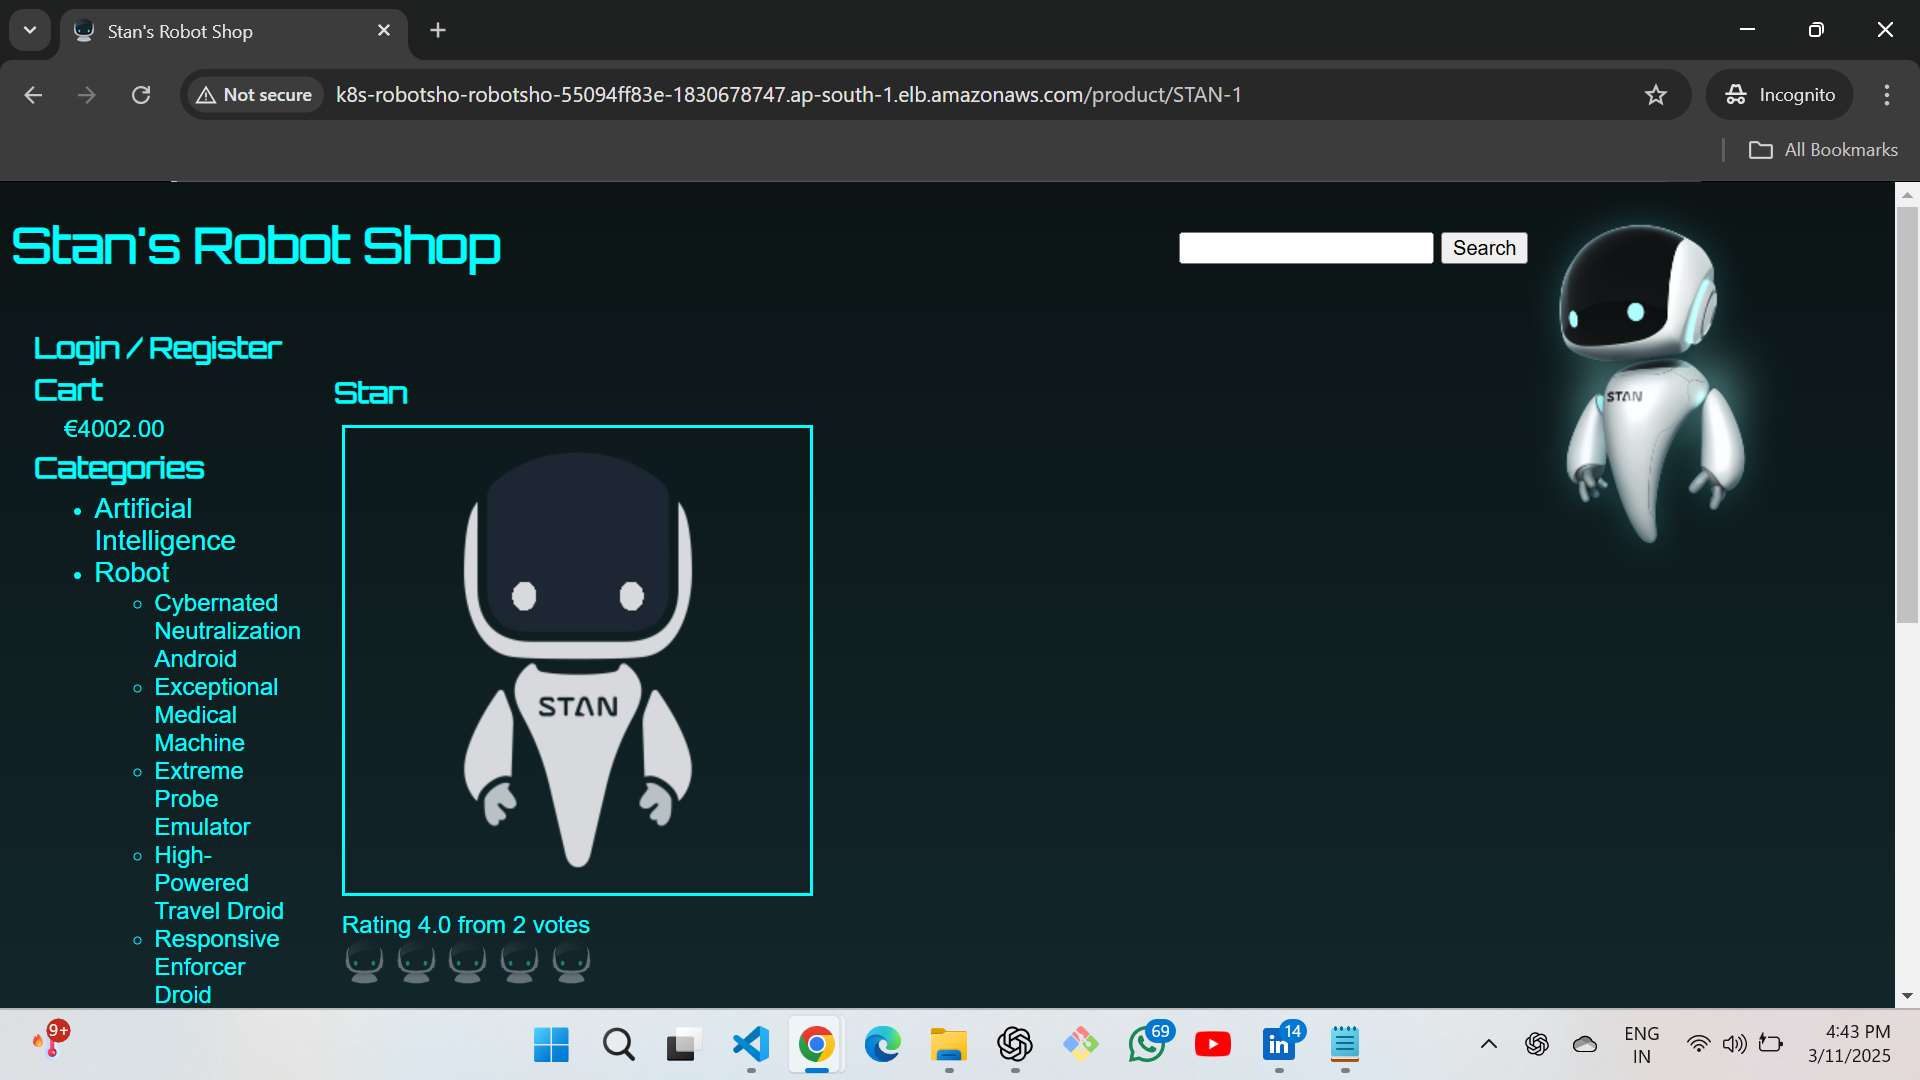 Stan's Robot Shop
Not secure
k8s-robotsho-robotsho-55094ff83e-1830678747.ap-south-1.elb.amazonaws.com/product/STAN-1
Incognito
All Bookmarks
Stan's Robot Shop
Search
STAN
Login / Register
Cart
€4002.00
Categories
Artificial
Intelligence
Robot
Cybernated
Neutralization
Android
Exceptional
Medical
Machine
Extreme
Probe
Emulator
High-
Powered
Travel Droid
Responsive
Enforcer
Droid
Stan
STAN
Rating 4.0 from 2 votes
9+
69
in
14
ENG
IN
4:43 PM
3/11/2025